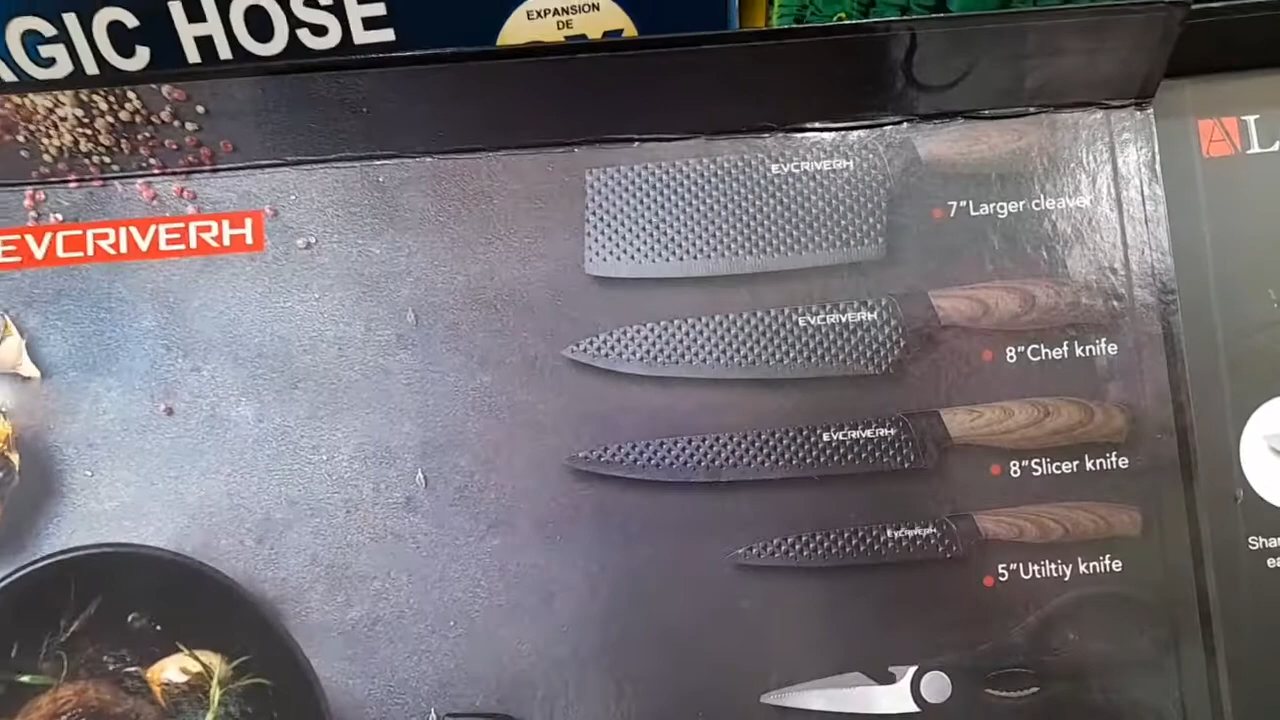 AGIC HOSE
EXPANSION
DE
EVCRIVERH
EVCRIVERH
7"Larger cleaver
EVCRIVERH
8"Chef knife
EVCRIVERH
8"Slicer knife
EVCRIVERH
5"Utiltiy knife
AL